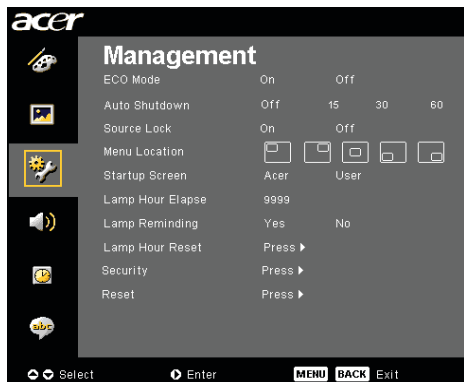 acer
Management
ECO Mode On Off
Auto Shutdown Off 15 30 60
Source Lock On Off
Menu Location
Startup Screen Acer User
Lamp Hour Elapse 9999
Lamp Reminding Yes No
Lamp Hour Reset Press
Security Press
Reset Press
abc
Select Enter MENU BACK Exit